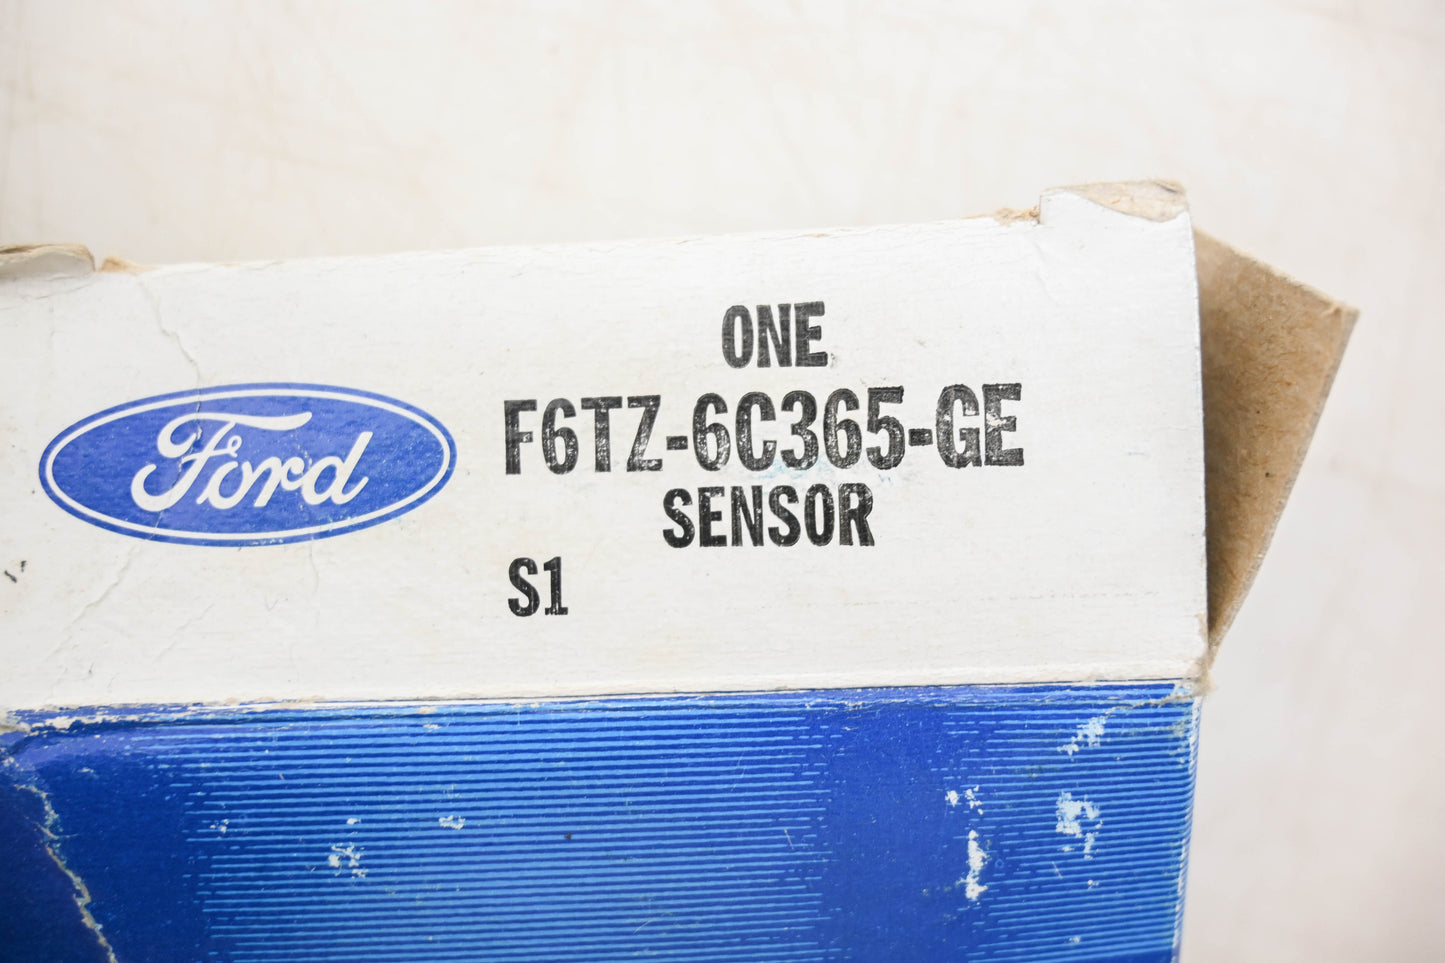 Ford
ONE
F6TZ-6C365-GE
SENSOR
S1